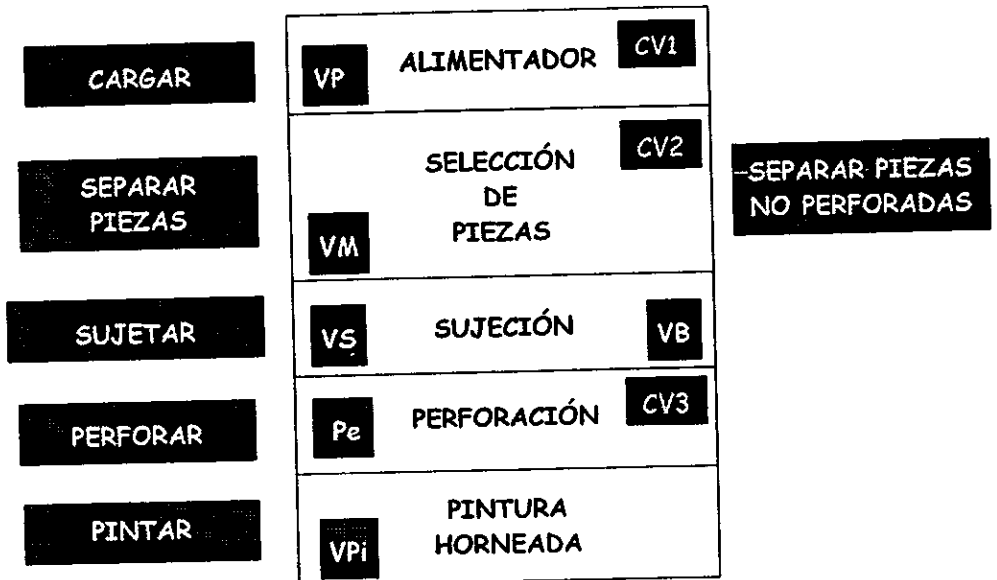 CARGAR
VP
ALIMENTADOR
CV1
SEPARAR
PIEZAS
SELECCIÓN
DE
PIEZAS
CV2
VM
SEPARAR PIEZAS
NO PERFORADAS
SUJETAR
VS
SUJECIÓN
VB
PERFORAR
Pe
PERFORACIÓN
CV3
PINTAR
VPi
PINTURA
HORNEADA